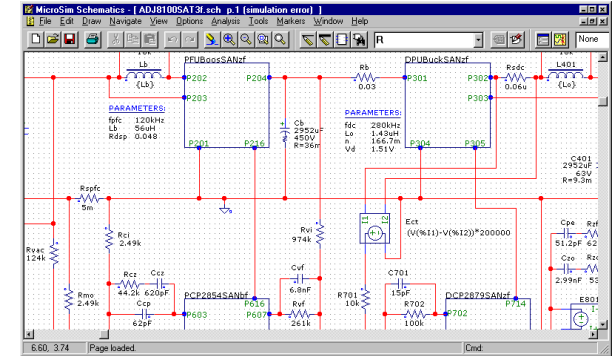 MicroSim Schematics - [ ADJ8100SAT3f.sch  p.1 (simulation error) ]
File Edit Draw Navigate View Options Analysis Tools Markers Window Help
R
None
Lb
{Lb}
PFUBoosSANzf
P202
P204
P203
P201
P216
PARAMETERS:
fpfc 120kHz
Lb 56uH
Rdsp 0.048
Cb
2952uF
450V
R=36m
Rb
0.03
PARAMETERS:
fdc 280kHz
Lo 1.43uH
n 166.7m
Vd 1.51V
DPUBuckSANzf
P301
P302
P303
P304
P305
Rsdc
0.06u
L401
{Lo}
C401
2952uF
63V
R=9.3m
Rspfc
5m
Rvac
124k
Rci
2.49k
Rcz
44.2k
Ccz
620pF
Rmo
2.49k
Ccp
62pF
PCP2854SANbf
P603
P616
P607
Rvi
974k
Cvf
6.8nF
Rvf
261k
I1
I2
Ect
(V(%I1)-V(%I2))*200000
R701
10k
C701
15pF
R702
100k
DCP2879SANzf
P702
P714
Cpe
51.2pF
Czo
2.99nF
E801
6.60, 3.74
Page loaded.
Cmd: